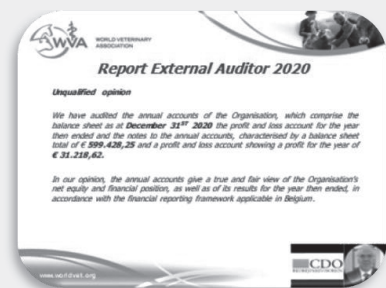 WVA WORLD VETERINARY
ASSOCIATION
Report External Auditor 2020
Unqualified opinion
We have audited the annual accounts of the Organisation, which comprise the
balance sheet as at December 31ST 2020 the profit and loss account for the year
then ended and the notes to the annual accounts, characterised by a balance sheet
total of € 599.428,25 and a profit and loss account showing a profit for the year of
€ 31.218,62.
In our opinion, the annual accounts give a true and fair view of the Organisation's
net equity and financial position, as well as of its results for the year then ended, in
accordance with the financial reporting framework applicable in Belgium.
CDO
www.worldvet.org